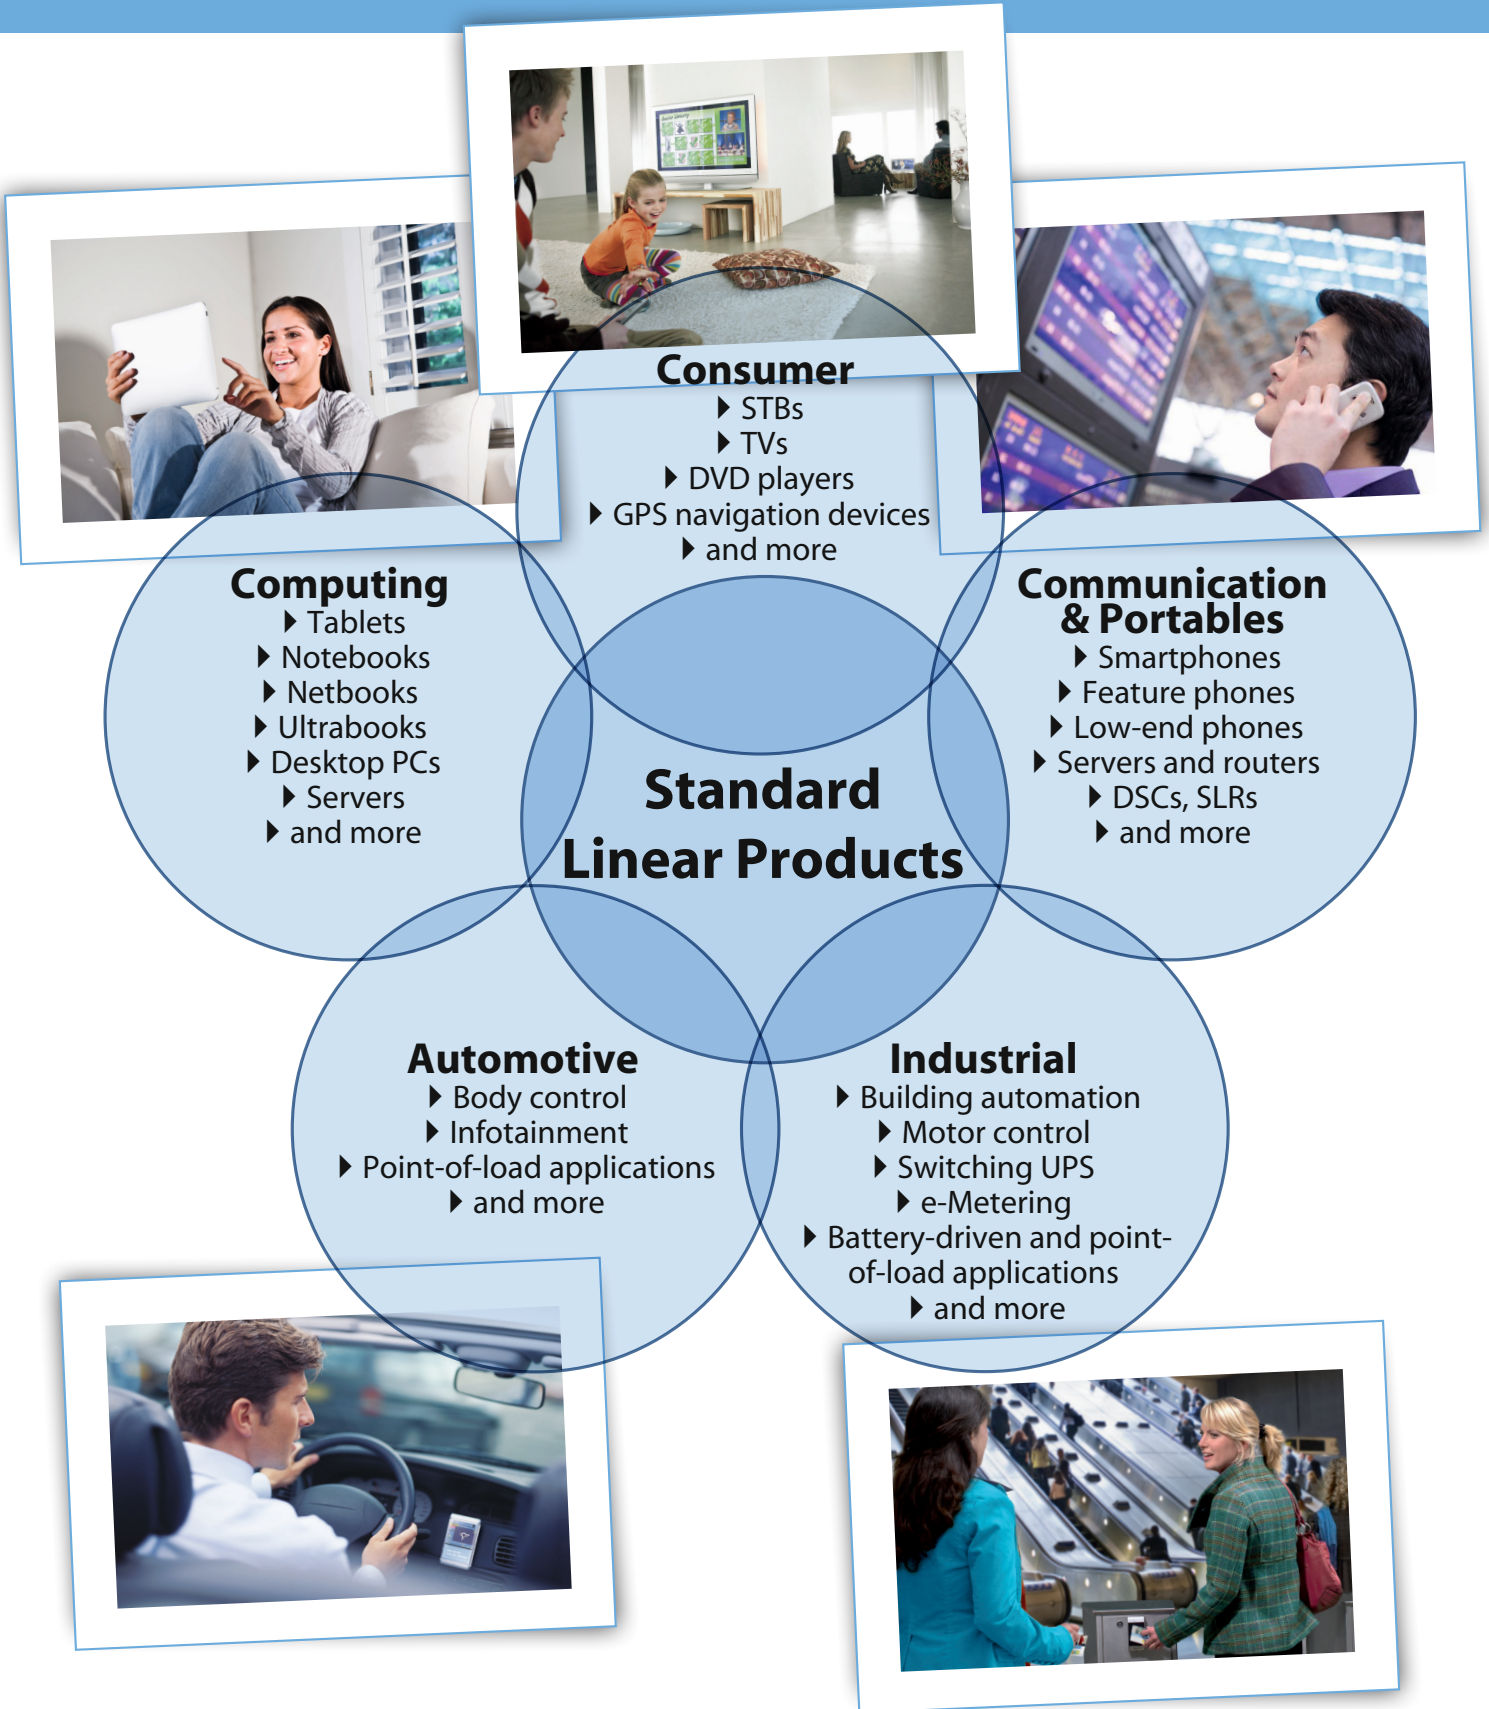 Consumer
‣ STBs
‣ TVs
‣ DVD players
‣ GPS navigation devices
‣ and more
Computing
‣ Tablets
‣ Notebooks
‣ Netbooks
‣ Ultrabooks
‣ Desktop PCs
‣ Servers
‣ and more
Communication
& Portables
‣ Smartphones
‣ Feature phones
‣ Low-end phones
‣ Servers and routers
‣ DSCs, SLRs
‣ and more
Standard
Linear Products
Automotive
‣ Body control
‣ Infotainment
‣ Point-of-load applications
‣ and more
Industrial
‣ Building automation
‣ Motor control
‣ Switching UPS
‣ e-Metering
‣ Battery-driven and point-
of-load applications
‣ and more